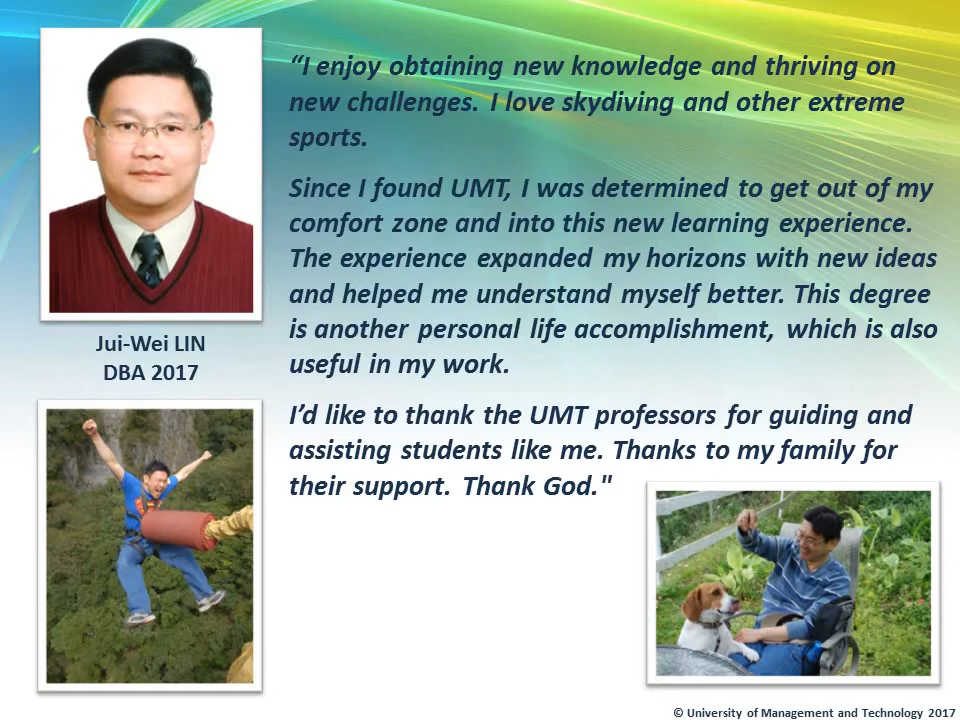 “I enjoy obtaining new knowledge and thriving on
new challenges. I love skydiving and other extreme
sports.
Since I found UMT, I was determined to get out of my
comfort zone and into this new learning experience.
The experience expanded my horizons with new ideas
and helped me understand myself better. This degree
is another personal life accomplishment, which is also
useful in my work.
I’d like to thank the UMT professors for guiding and
assisting students like me. Thanks to my family for
their support. Thank God."
Jui-Wei LIN
DBA 2017
© University of Management and Technology 2017